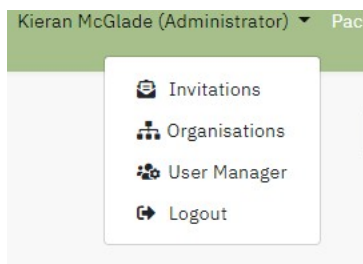 Kieran McGlade (Administrator)
Invitations
Organisations
User Manager
Logout